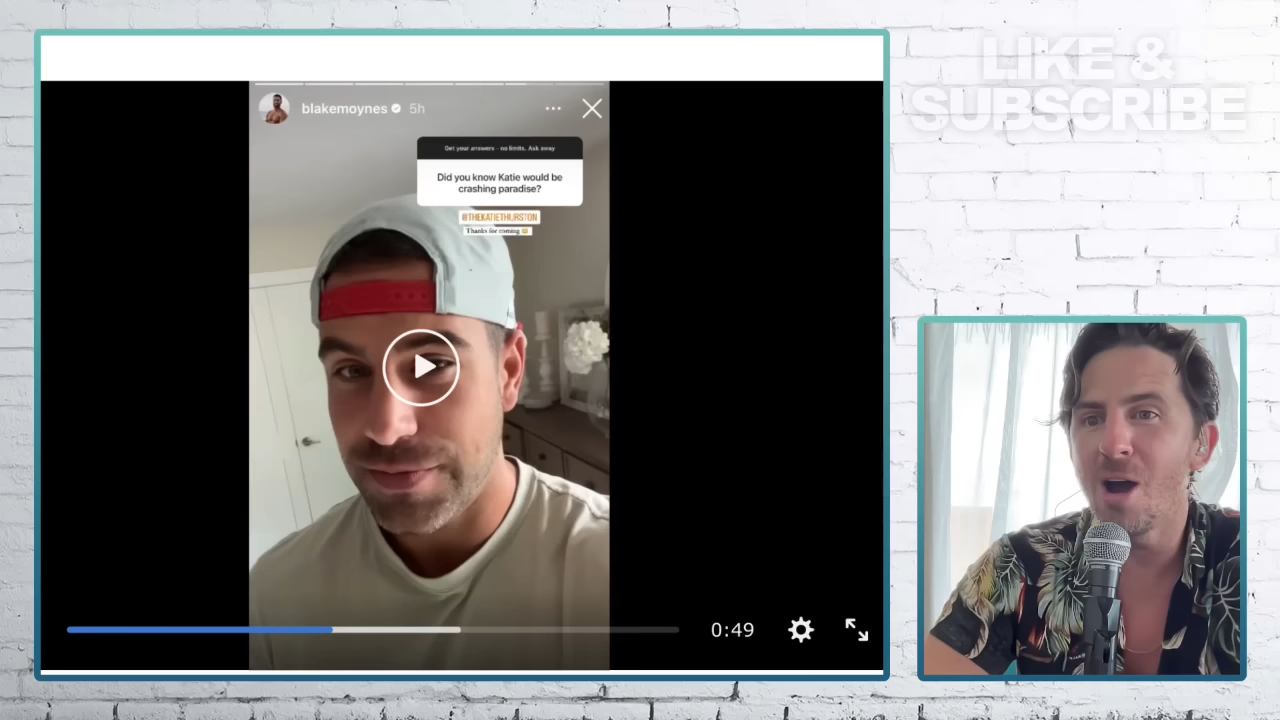 LIKE &
SUBSCRIBE
blakemoynes 5h
Get your answers - no limits. Ask away
Did you know Katie would be
crashing paradise?
@THEKATIETHURSTON
Thanks for coming
0:49